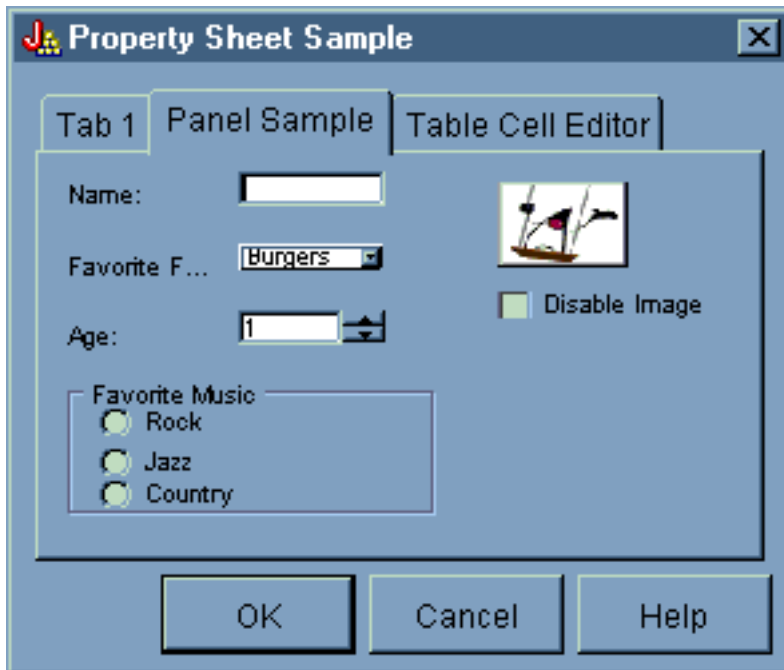 Property Sheet Sample
Tab 1 Panel Sample Table Cell Editor
Name:
Favorite F... Burgers
Disable Image
Age: 1
Favorite Music
Rock
Jazz
Country
OK Cancel Help